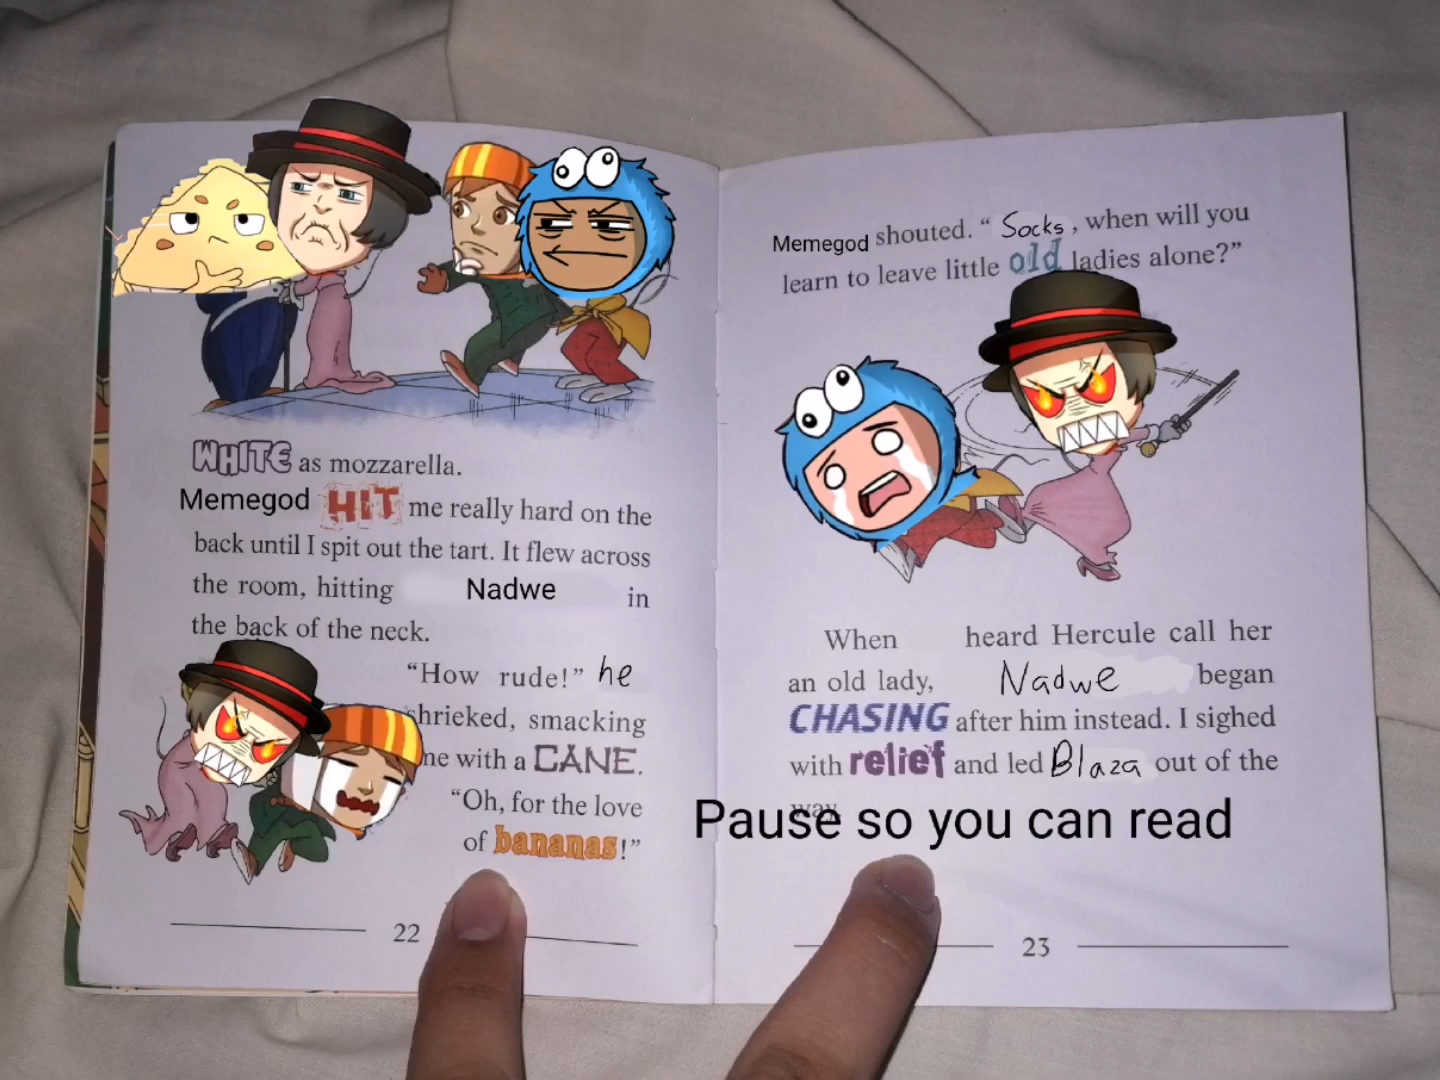 WHITE as mozzarella.
Memegod HIT me really hard on the
back until I spit out the tart. It flew across
the room, hitting Nadwe in
the back of the neck.
"How rude!" he
shrieked, smacking
me with a CANE.
"Oh, for the love
of bananas!"
22
Memegod shouted. "Socks, when will you
learn to leave little old ladies alone?"
When heard Hercule call her
an old lady, Nadwe began
CHASING after him instead. I sighed
with relief and led Blaza out of the
way.
Pause so you can read
23